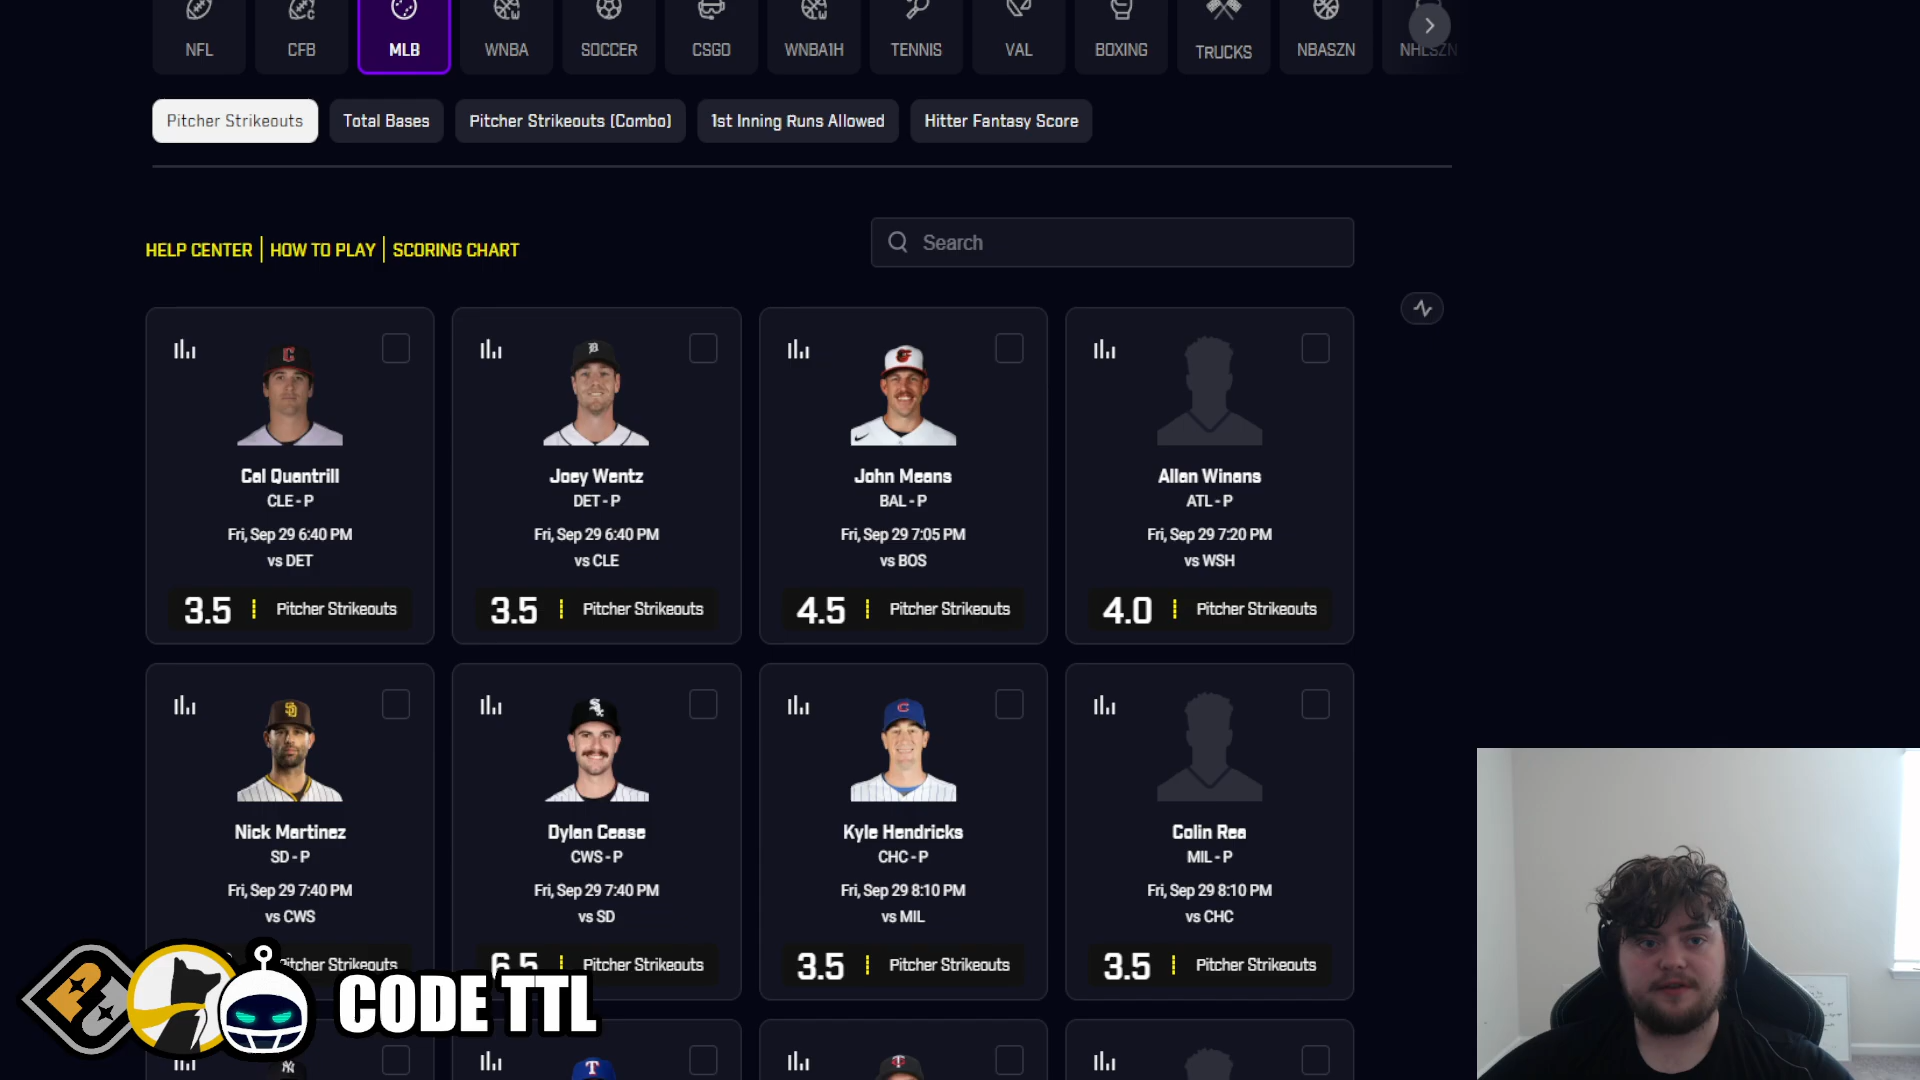 NFL
CFB
MLB
WNBA
SOCCER
CSGO
WNBA1H
TENNIS
VAL
BOXING
TRUCKS
NBASZN
NHLSZN
Pitcher Strikeouts
Total Bases
Pitcher Strikeouts (Combo)
1st Inning Runs Allowed
Hitter Fantasy Score
HELP CENTER
HOW TO PLAY
SCORING CHART
Search
Cal Quantrill
CLE - P
Fri, Sep 29 6:40 PM
vs DET
3.5 Pitcher Strikeouts
Joey Wentz
DET - P
Fri, Sep 29 6:40 PM
vs CLE
3.5 Pitcher Strikeouts
John Means
BAL - P
Fri, Sep 29 7:05 PM
vs BOS
4.5 Pitcher Strikeouts
Allan Winans
ATL - P
Fri, Sep 29 7:20 PM
vs WSH
4.0 Pitcher Strikeouts
Nick Martinez
SD - P
Fri, Sep 29 7:40 PM
vs CWS
Pitcher Strikeouts
Dylan Cease
CWS - P
Fri, Sep 29 7:40 PM
vs SD
6.5 Pitcher Strikeouts
Kyle Hendricks
CHC - P
Fri, Sep 29 8:10 PM
vs MIL
3.5 Pitcher Strikeouts
Colin Rea
MIL - P
Fri, Sep 29 8:10 PM
vs CHC
3.5 Pitcher Strikeouts
CODE TTL